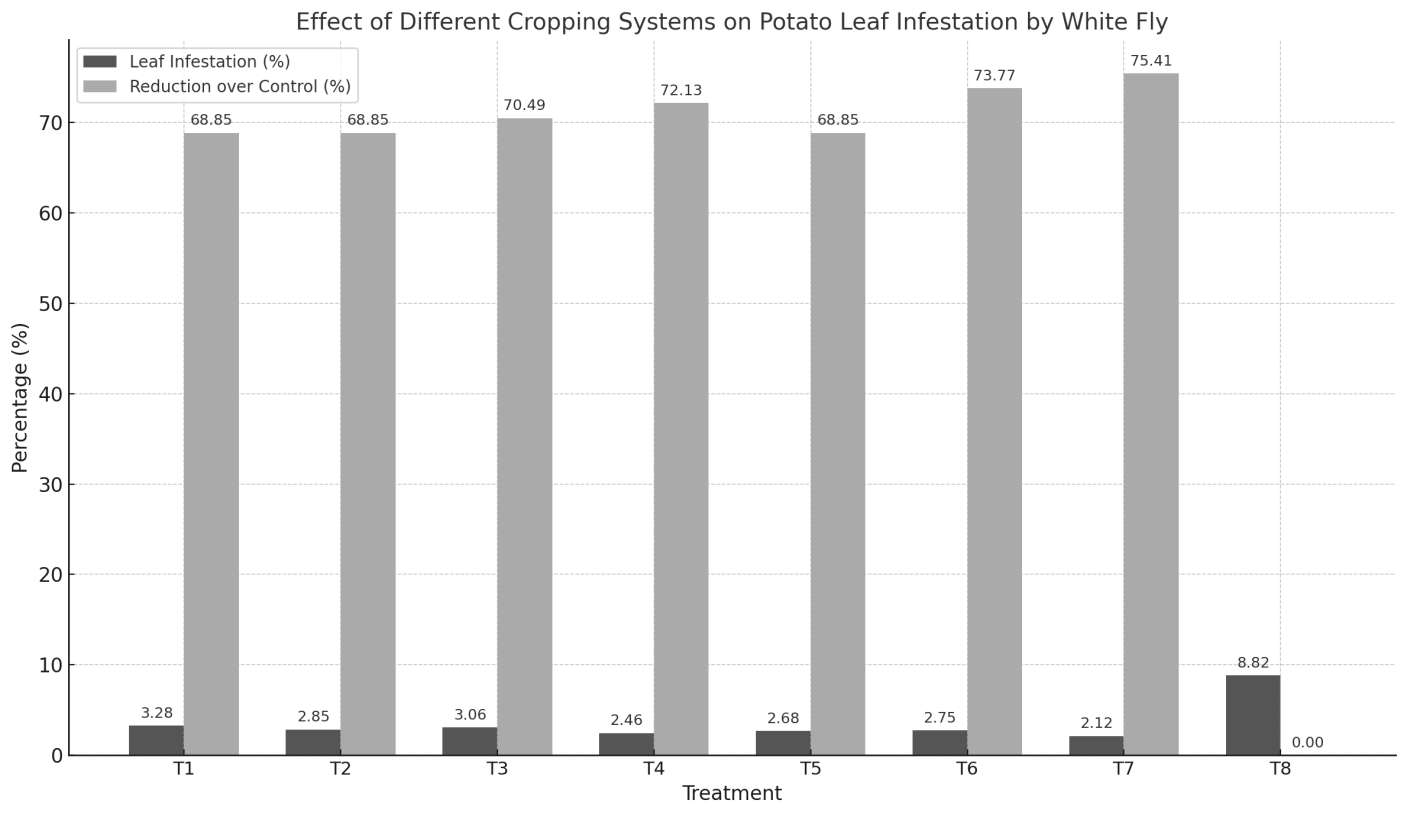 Effect of Different Cropping Systems on Potato Leaf Infestation by White Fly
Leaf Infestation (%)
Reduction over Control (%)
Percentage (%)
70
60
50
40
30
20
10
0
3.28
68.85
2.85
68.85
3.06
70.49
2.46
72.13
2.68
68.85
2.75
73.77
2.12
75.41
8.82
0.00
T1
T2
T3
T4
T5
T6
T7
T8
Treatment